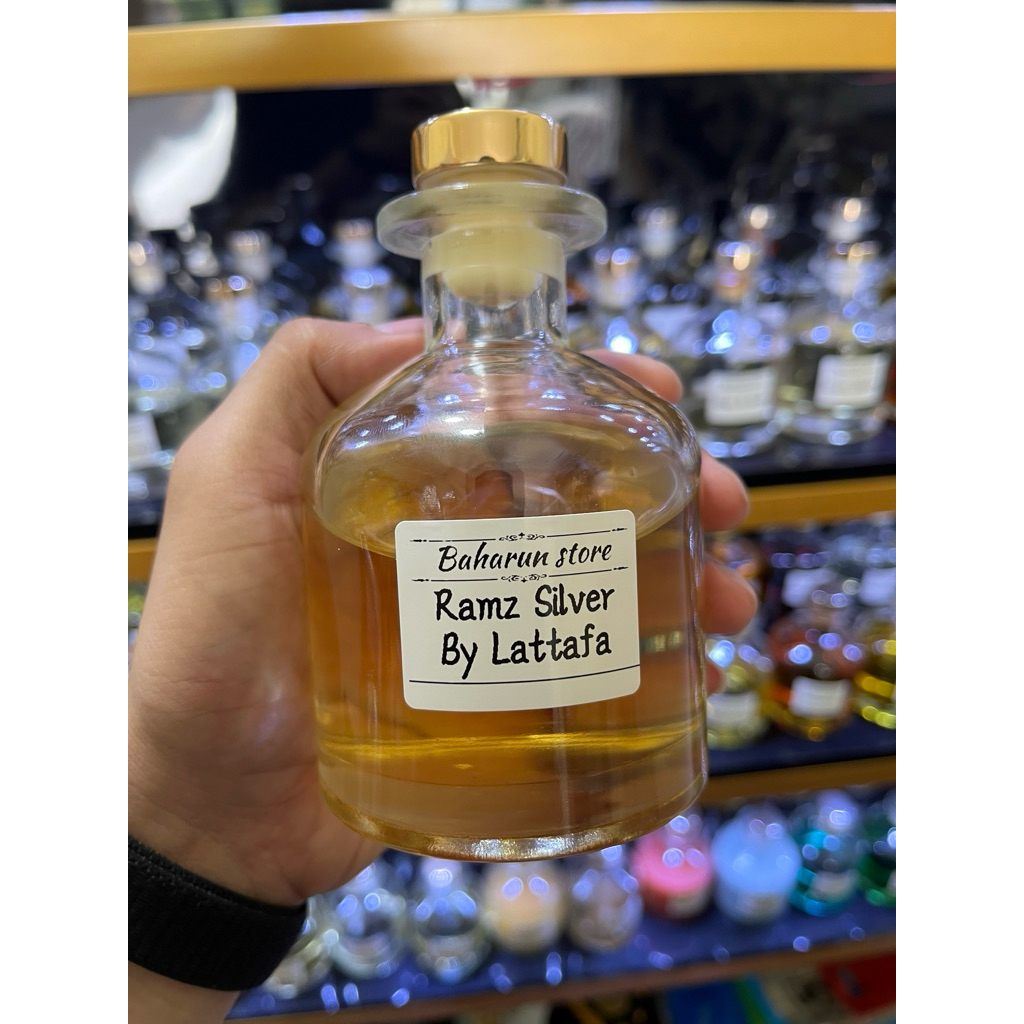 Baharun store
Ramz Silver
By Lattafa